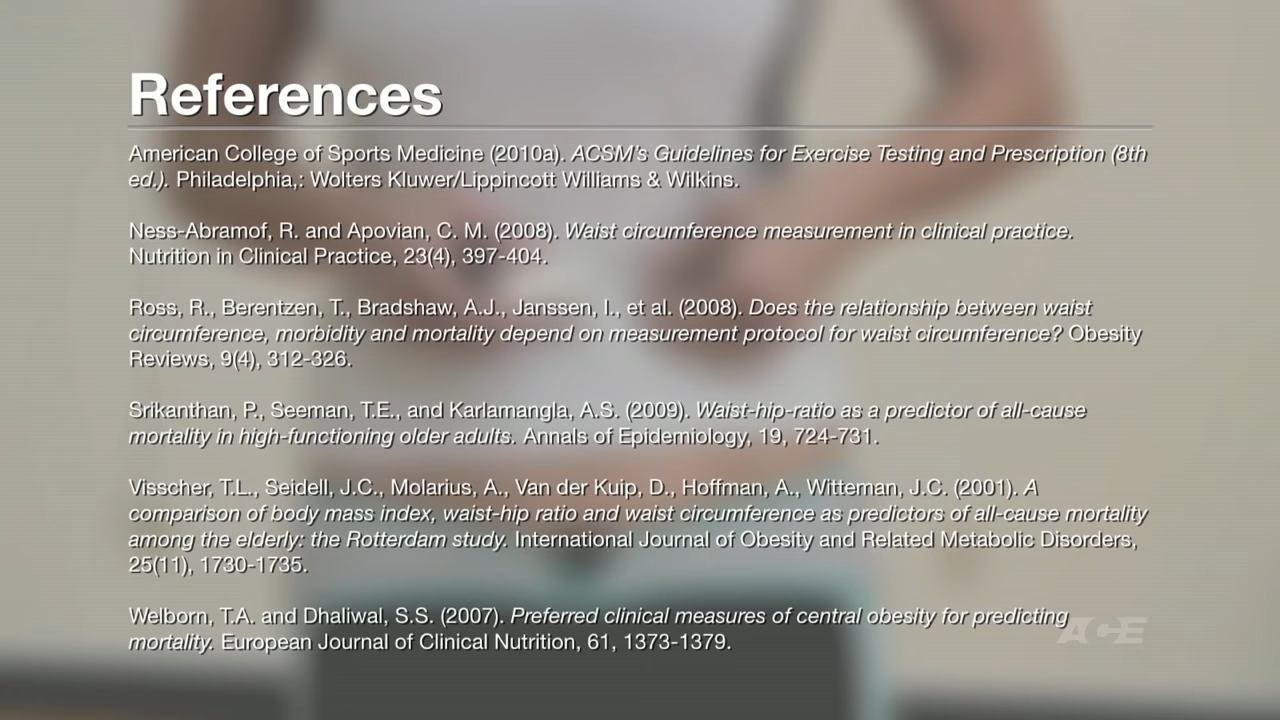 References
American College of Sports Medicine (2010a). ACSM's Guidelines for Exercise Testing and Prescription (8th
ed.). Philadelphia,: Wolters Kluwer/Lippincott Williams & Wilkins.
Ness-Abramof, R. and Apovian, C. M. (2008). Waist circumference measurement in clinical practice.
Nutrition in Clinical Practice, 23(4), 397-404.
Ross, R., Berentzen, T., Bradshaw, A.J., Janssen, I., et al. (2008). Does the relationship between waist
circumference, morbidity and mortality depend on measurement protocol for waist circumference? Obesity
Reviews, 9(4), 312-326.
Srikanthan, P., Seeman, T.E., and Karlamangla, A.S. (2009). Waist-hip-ratio as a predictor of all-cause
mortality in high-functioning older adults. Annals of Epidemiology, 19, 724-731.
Visscher, T.L., Seidell, J.C., Molarius, A., Van der Kuip, D., Hoffman, A., Witteman, J.C. (2001). A
comparison of body mass index, waist-hip ratio and waist circumference as predictors of all-cause mortality
among the elderly: the Rotterdam study. International Journal of Obesity and Related Metabolic Disorders,
25(11), 1730-1735.
Welborn, T.A. and Dhaliwal, S.S. (2007). Preferred clinical measures of central obesity for predicting
mortality. European Journal of Clinical Nutrition, 61, 1373-1379.
ACE